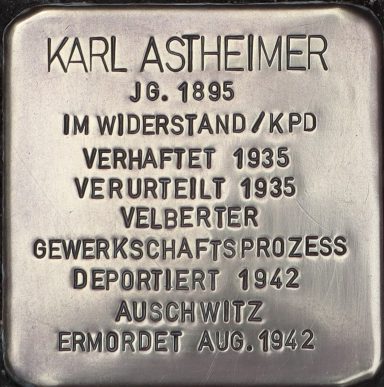 KARL ASTHEIMER
JG. 1895
IM WIDERSTAND/KPD
VERHAFTET 1935
VERURTEILT 1935
VELBERTER
GEWERKSCHAFTSPROZESS
DEPORTIERT 1942
AUSCHWITZ
ERMORDET AUG. 1942